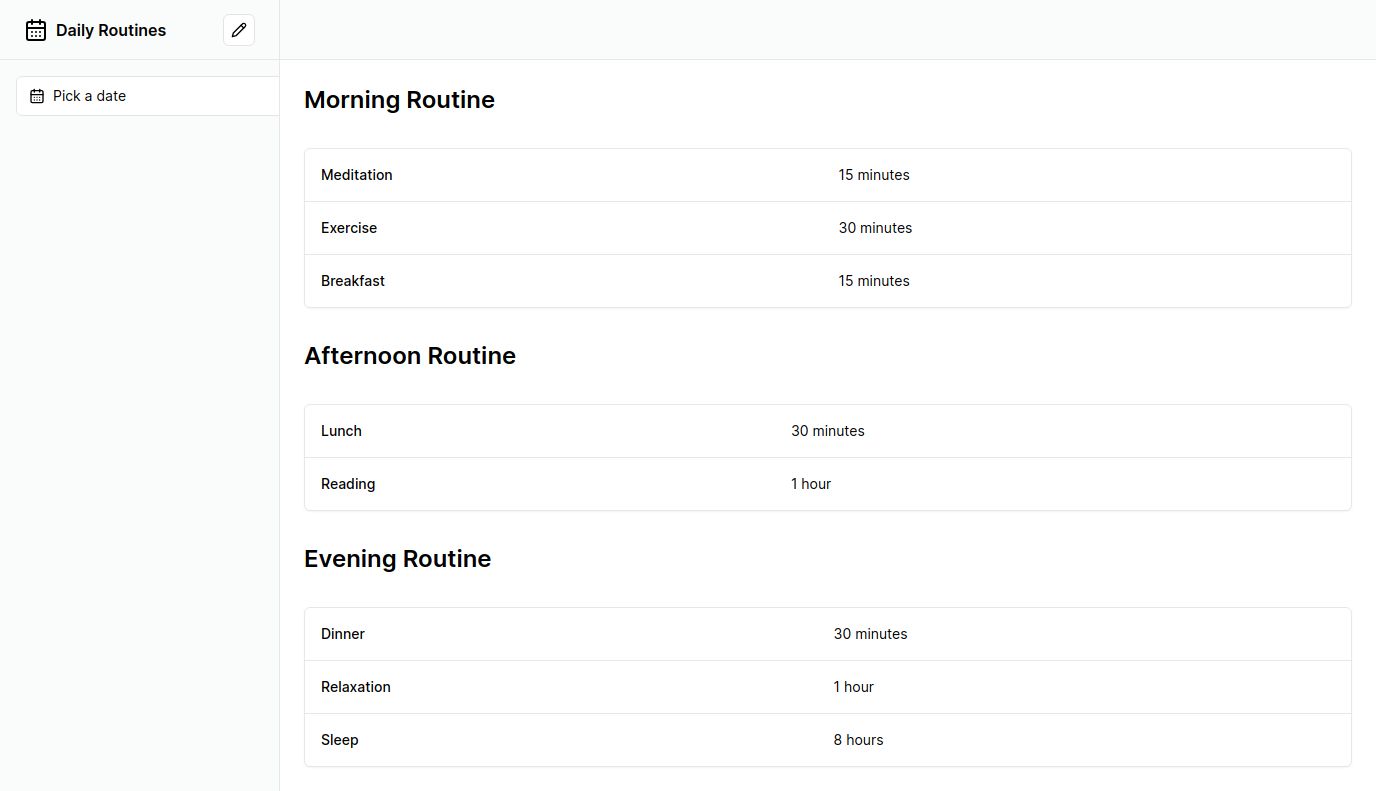 Daily Routines
Pick a date
Morning Routine
Meditation 15 minutes
Exercise 30 minutes
Breakfast 15 minutes
Afternoon Routine
Lunch 30 minutes
Reading 1 hour
Evening Routine
Dinner 30 minutes
Relaxation 1 hour
Sleep 8 hours